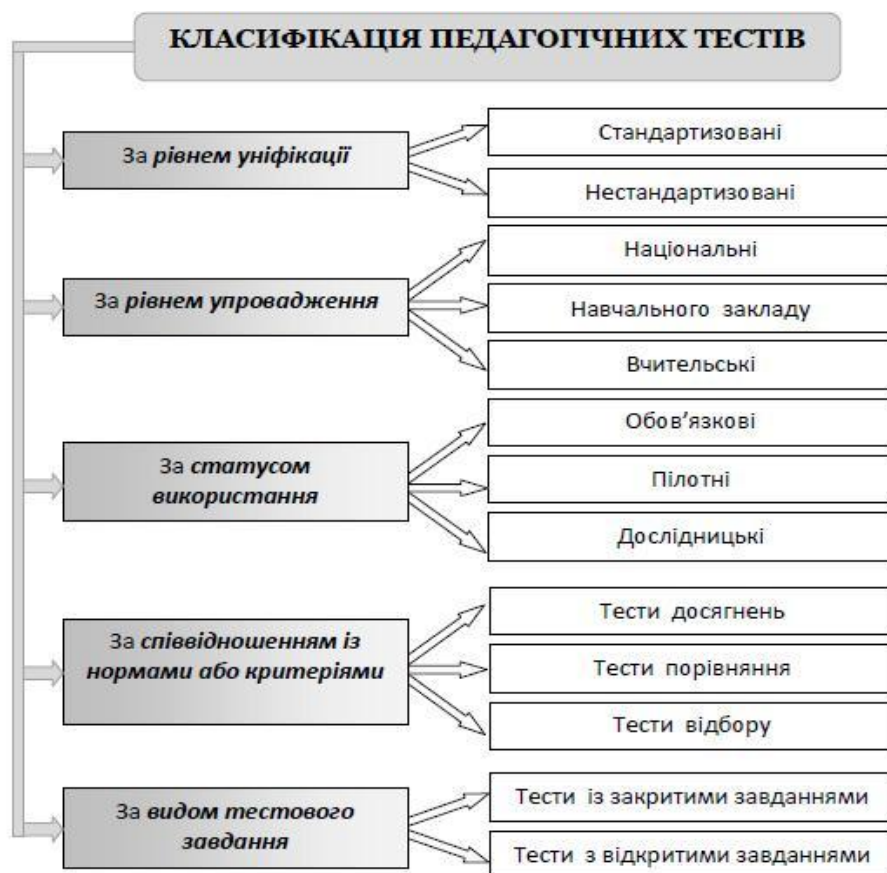 КЛАСИФІКАЦІЯ ПЕДАГОГІЧНИХ ТЕСТІВ
За рівнем уніфікації
Стандартизовані
Нестандартизовані
За рівнем упровадження
Національні
Навчального закладу
Вчительські
За статусом
використання
Обов’язкові
Пілотні
Дослідницькі
За співвідношенням із
нормами або критеріями
Тести досягнень
Тести порівняння
Тести відбору
За видом тестового
завдання
Тести із закритими завданнями
Тести з відкритими завданнями